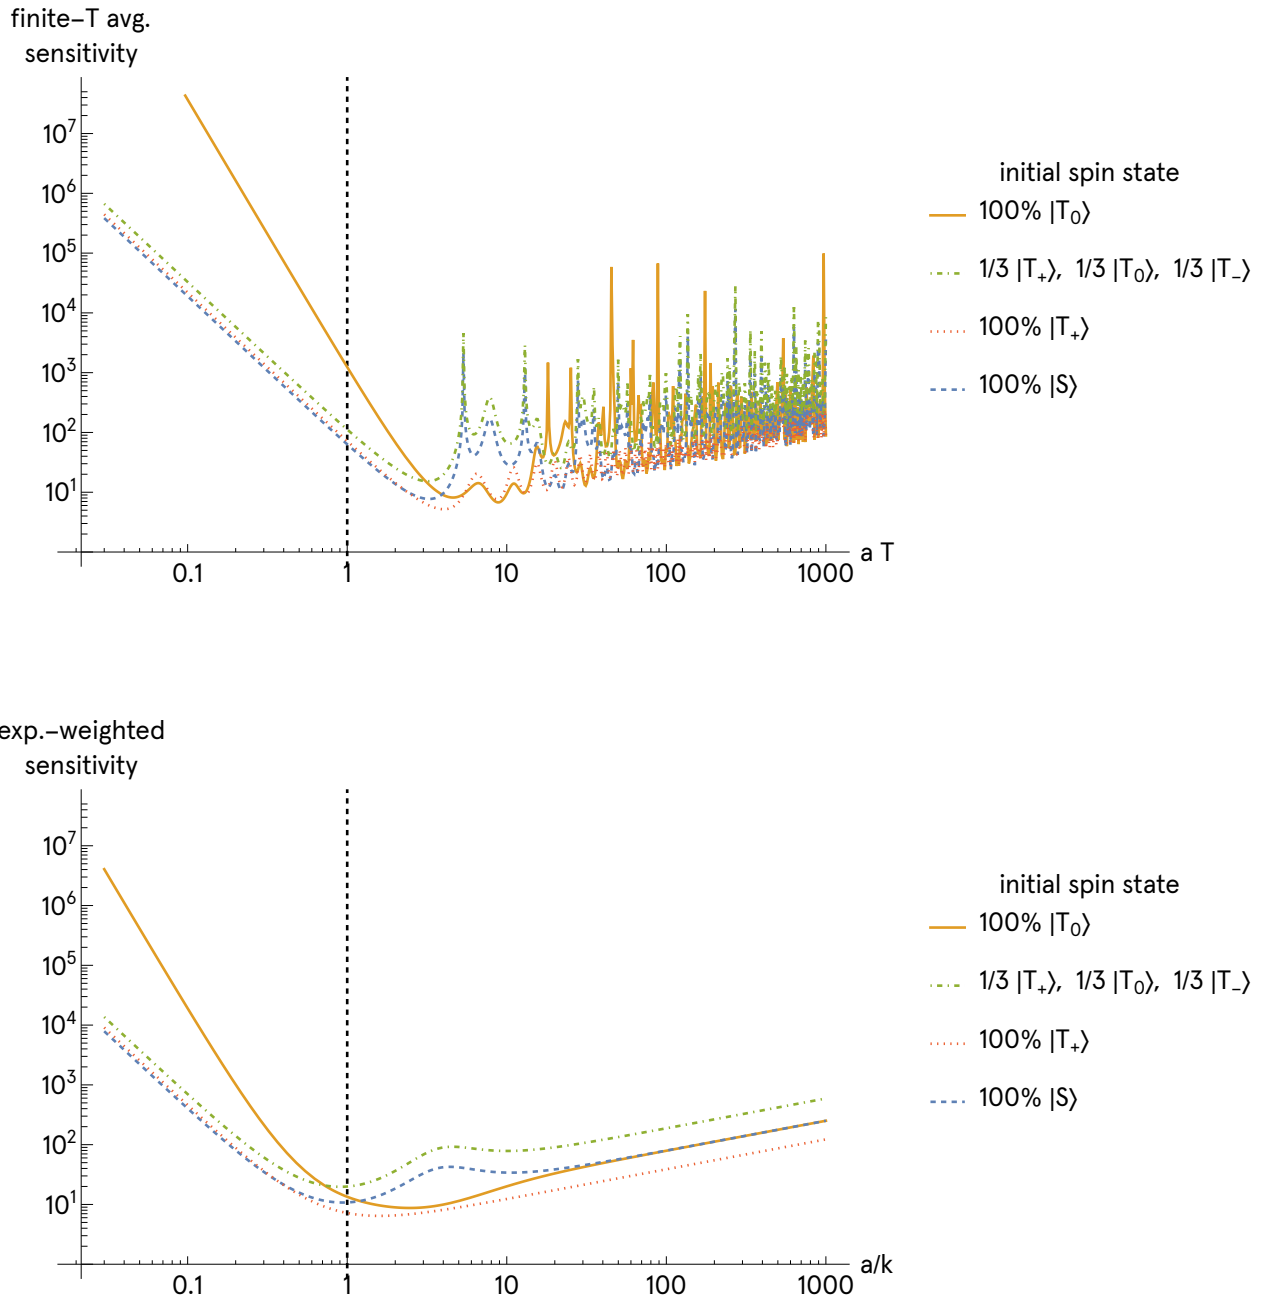 finite–T avg.
sensitivity
10^7
10^6
10^5
10^4
10^3
10^2
10^1
0.1 1 10 100 1000
a T
initial spin state
100% |T₀⟩
1/3 |T₊⟩, 1/3 |T₀⟩, 1/3 |T₋⟩
100% |T₊⟩
100% |S⟩
exp.–weighted
sensitivity
10^7
10^6
10^5
10^4
10^3
10^2
10^1
0.1 1 10 100 1000
a/k
initial spin state
100% |T₀⟩
1/3 |T₊⟩, 1/3 |T₀⟩, 1/3 |T₋⟩
100% |T₊⟩
100% |S⟩